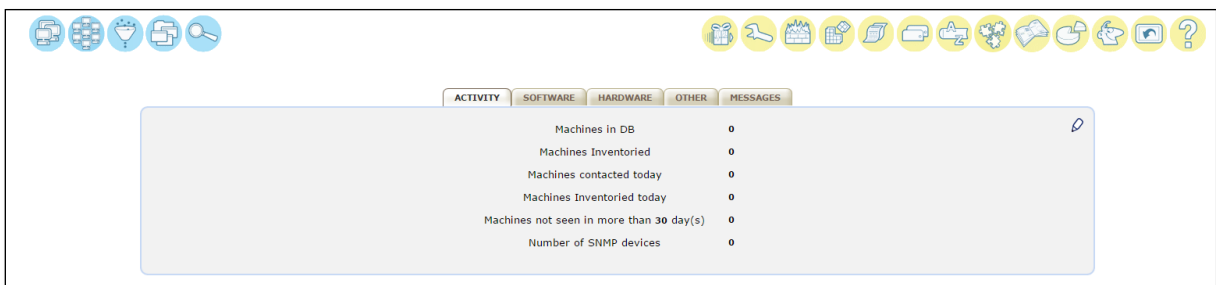 ACTIVITY SOFTWARE HARDWARE OTHER MESSAGES
Machines in DB 0
Machines Inventoried 0
Machines contacted today 0
Machines Inventoried today 0
Machines not seen in more than 30 day(s) 0
Number of SNMP devices 0